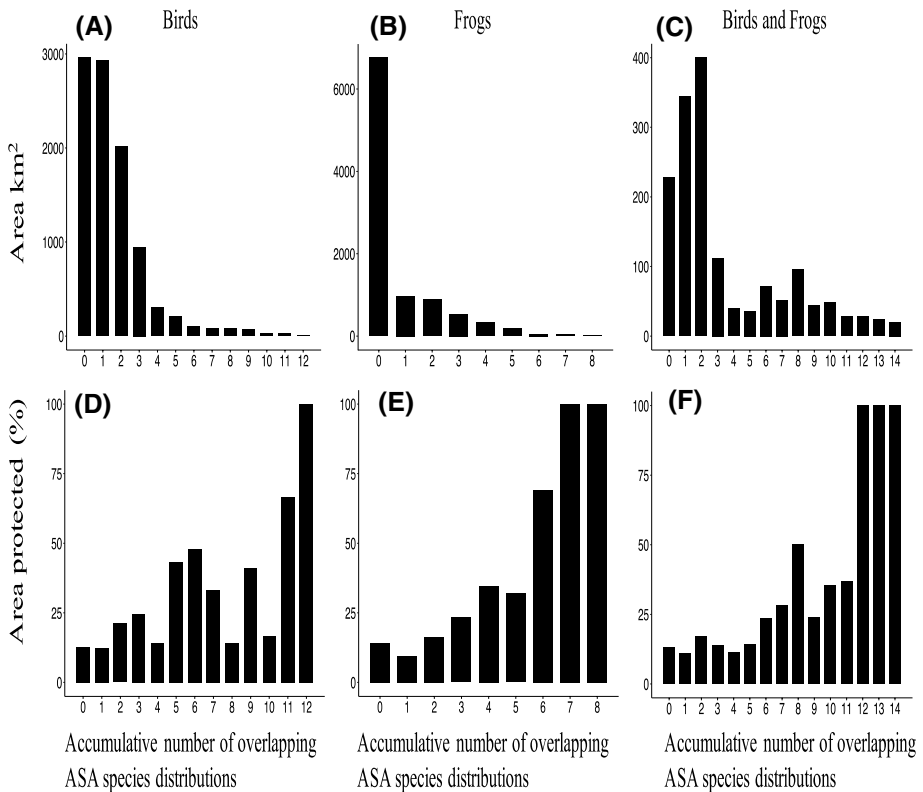 (A) Birds
(B) Frogs
(C) Birds and Frogs
Area km²
3000
2000
1000
0
0 1 2 3 4 5 6 7 8 9 10 11 12
6000
4000
2000
0
0 1 2 3 4 5 6 7 8
400
300
200
100
0
0 1 2 3 4 5 6 7 8 9 10 11 12 13 14
Area protected (%)
(D)
100
75
50
25
0
0 1 2 3 4 5 6 7 8 9 10 11 12
Accumulative number of overlapping
ASA species distributions
(E)
100
75
50
25
0
0 1 2 3 4 5 6 7 8
Accumulative number of overlapping
ASA species distributions
(F)
100
75
50
25
0
0 1 2 3 4 5 6 7 8 9 10 11 12 13 14
Accumulative number of overlapping
ASA species distributions